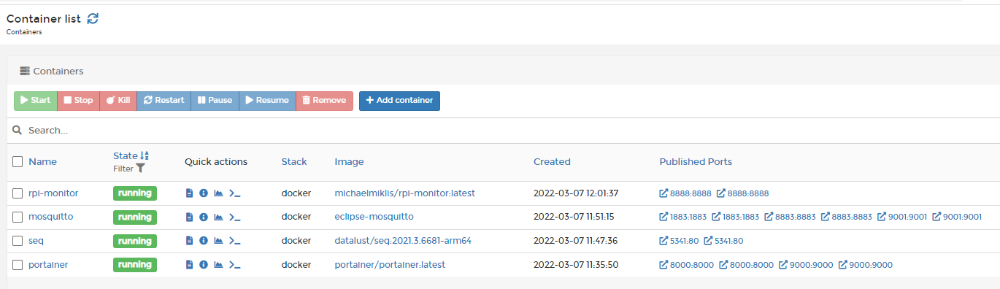 Container list
Containers
Containers
Start Stop Kill Restart Pause Resume Remove Add container
Search...
Name State Filter Quick actions Stack Image Created Published Ports
rpi-monitor running docker michaelmiklis/rpi-monitor:latest 2022-03-07 12:01:37 8888:8888 8888:8888
mosquitto running docker eclipse-mosquitto 2022-03-07 11:51:15 1883:1883 1883:1883 8883:8883 8883:8883 9001:9001 9001:9001
seq running docker datalust/seq:2021.3.6681-arm64 2022-03-07 11:47:36 5341:80 5341:80
portainer running docker portainer/portainer:latest 2022-03-07 11:35:50 8000:8000 8000:8000 9000:9000 9000:9000